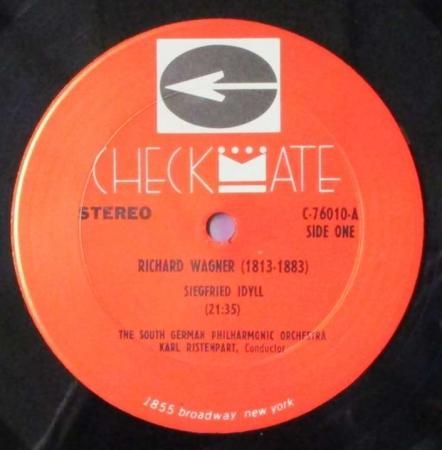 CHECKMATE
STEREO
C-76010-A
SIDE ONE
RICHARD WAGNER (1813-1883)
SIEGFRIED IDYLL
(21:35)
THE SOUTH GERMAN PHILHARMONIC ORCHESTRA
KARL RISTENPART, Conductor
1855 broadway new york